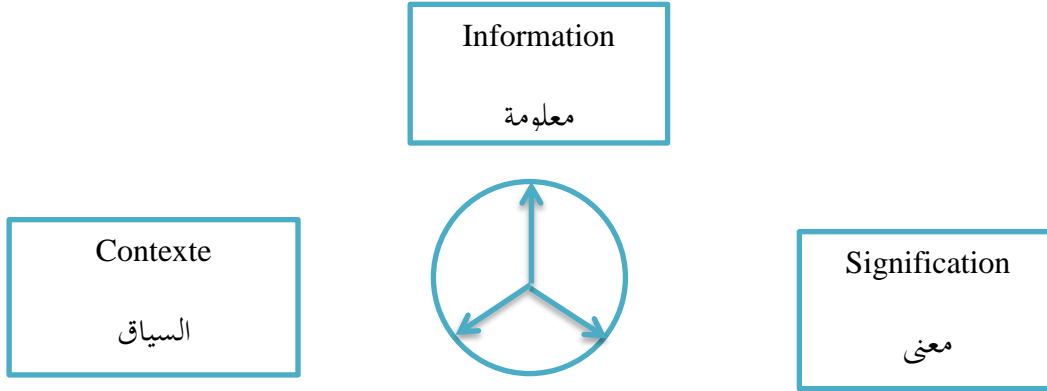 Information
معلومة
Contexte
السياق
Signification
معنى